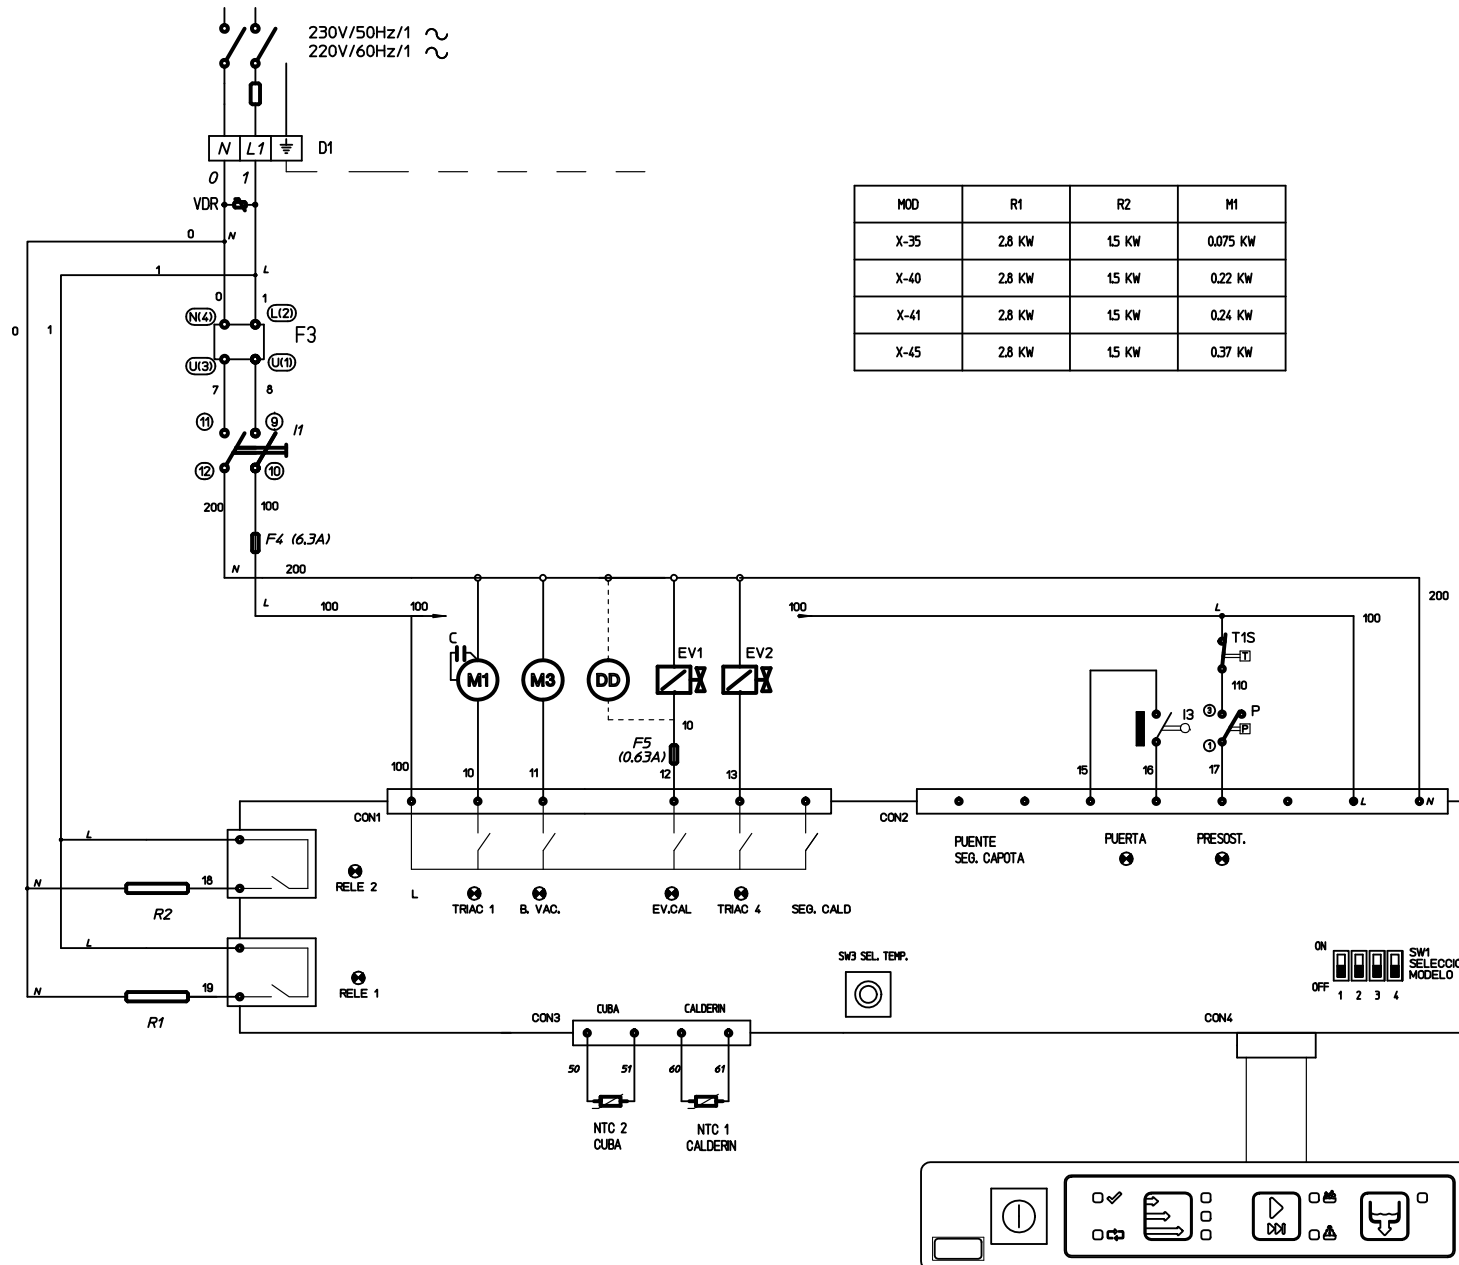 230V/50Hz/1
220V/60Hz/1
N L1 D1
0 1
VDR
0 N
1 L
0 1
N(4) L(2)
F3
0 1
U(3) U(1)
7 8
11 9 I1
12 10
200 100
F4 (6.3A)
N 200
L 100 100 100 L 100 200
MOD R1 R2 M1
X-35 2.8 KW 1.5 KW 0.075 KW
X-40 2.8 KW 1.5 KW 0.22 KW
X-41 2.8 KW 1.5 KW 0.24 KW
X-45 2.8 KW 1.5 KW 0.37 KW
C EV1 EV2 T1S
T
M1 M3 DD
110
10 I3 3 P
P
F5
(0.63A)
1
100 10 11 12 13 15 16 17
L N
CON1 CON2
L
PUENTE
SEG. CAPOTA
PUERTA PRESOST.
N 18 RELE 2
R2
L TRIAC 1 B. VAC. EV.CAL TRIAC 4 SEG. CALD
L
N 19 RELE 1
R1
SW3 SEL. TEMP.
ON
OFF
1 2 3 4
SW1
SELECCIO
MODELO
CON3 CUBA CALDERIN CON4
50 51 60 61
NTC 2
CUBA
NTC 1
CALDERIN